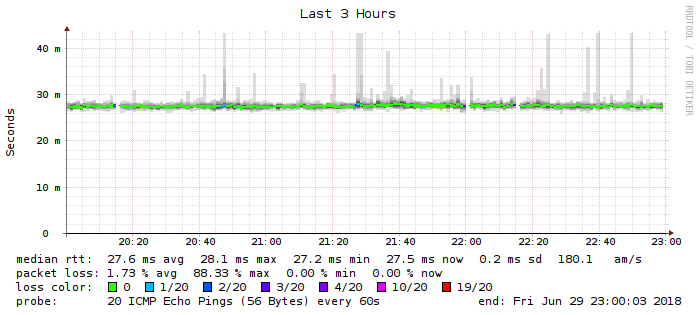 Last 3 Hours
RRDTOOL / TOBI OETIKER
Seconds
40 m
30 m
20 m
10 m
0
20:20 20:40 21:00 21:20 21:40 22:00 22:20 22:40 23:00
median rtt: 27.6 ms avg 28.1 ms max 27.2 ms min 27.5 ms now 0.2 ms sd 180.1 am/s
packet loss: 1.73 % avg 88.33 % max 0.00 % min 0.00 % now
loss color: 0 1/20 2/20 3/20 4/20 10/20 19/20
probe: 20 ICMP Echo Pings (56 Bytes) every 60s end: Fri Jun 29 23:00:03 2018